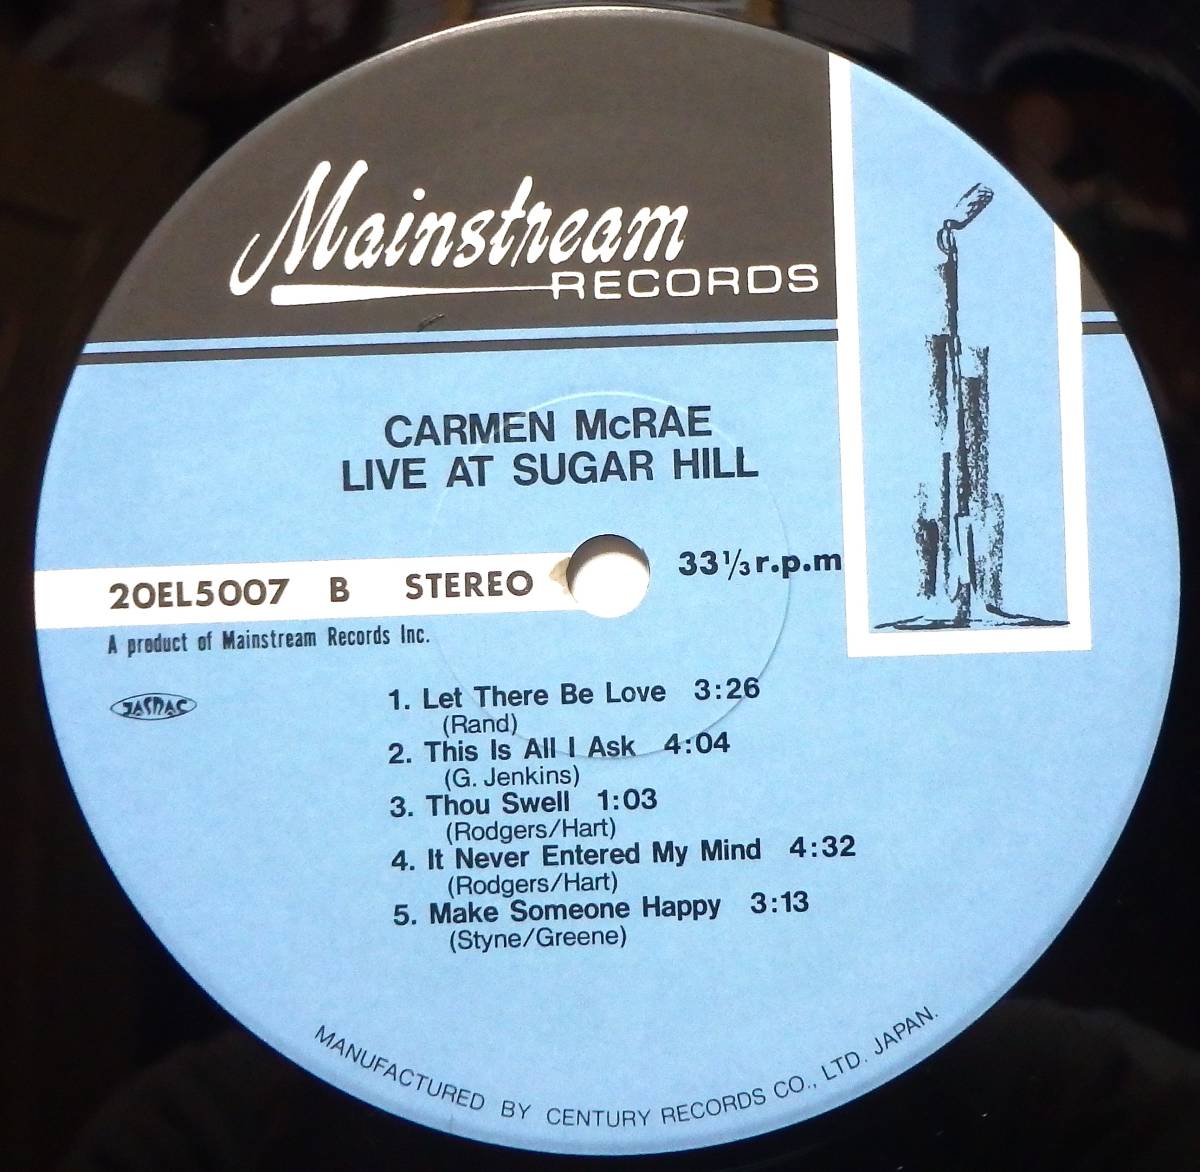 Mainstream
RECORDS
CARMEN McRAE
LIVE AT SUGAR HILL
33 1/3 r.p.m
20EL5007 B STEREO
A product of Mainstream Records Inc.
JASRAC
1. Let There Be Love 3:26
(Rand)
2. This Is All I Ask 4:04
(G. Jenkins)
3. Thou Swell 1:03
(Rodgers/Hart)
4. It Never Entered My Mind 4:32
(Rodgers/Hart)
5. Make Someone Happy 3:13
(Styne/Greene)
MANUFACTURED BY CENTURY RECORDS CO., LTD. JAPAN.